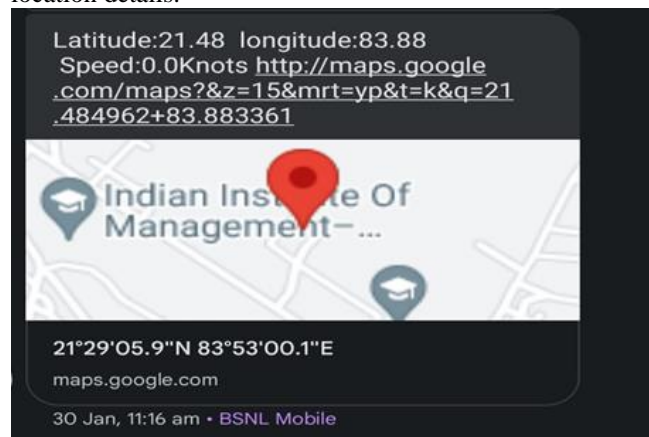 Latitude:21.48 longitude:83.88
Speed:0.0Knots http://maps.google
.com/maps?&z=15&mrt=yp&t=k&q=21
.484962+83.883361
Indian Ins te Of
Management-...
21°29'05.9"N 83°53'00.1"E
maps.google.com
30 Jan, 11:16 am • BSNL Mobile